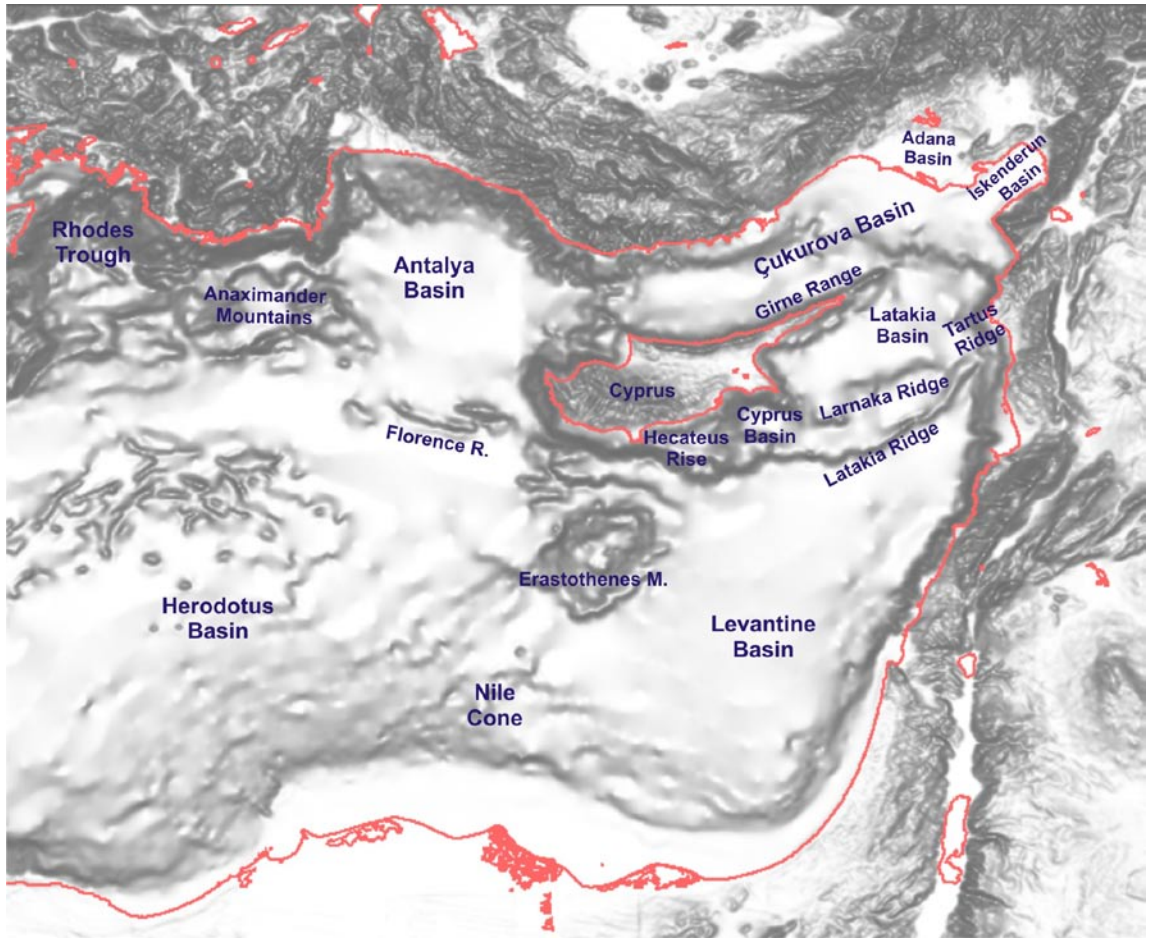 Adana
Basin
İskenderun
Basin
Rhodes
Trough
Çukurova Basin
Antalya
Basin
Anaximander
Mountains
Girne Range
Latakia
Basin
Tartus
Ridge
Cyprus
Larnaka Ridge
Cyprus
Basin
Florence R.
Hecateus
Rise
Latakia Ridge
Erastothenes M.
Herodotus
Basin
Levantine
Basin
Nile
Cone